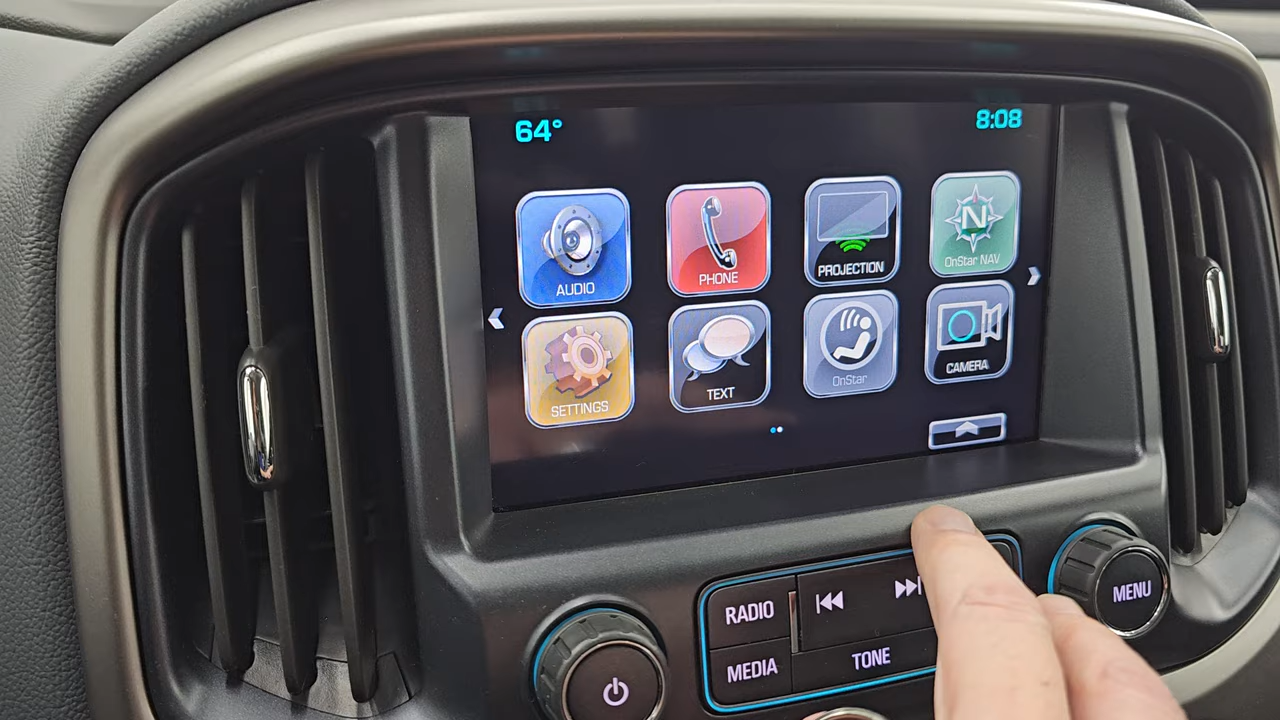 64° 8:08
AUDIO PHONE PROJECTION N OnStar NAV
SETTINGS TEXT OnStar CAMERA
RADIO
MEDIA TONE
MENU